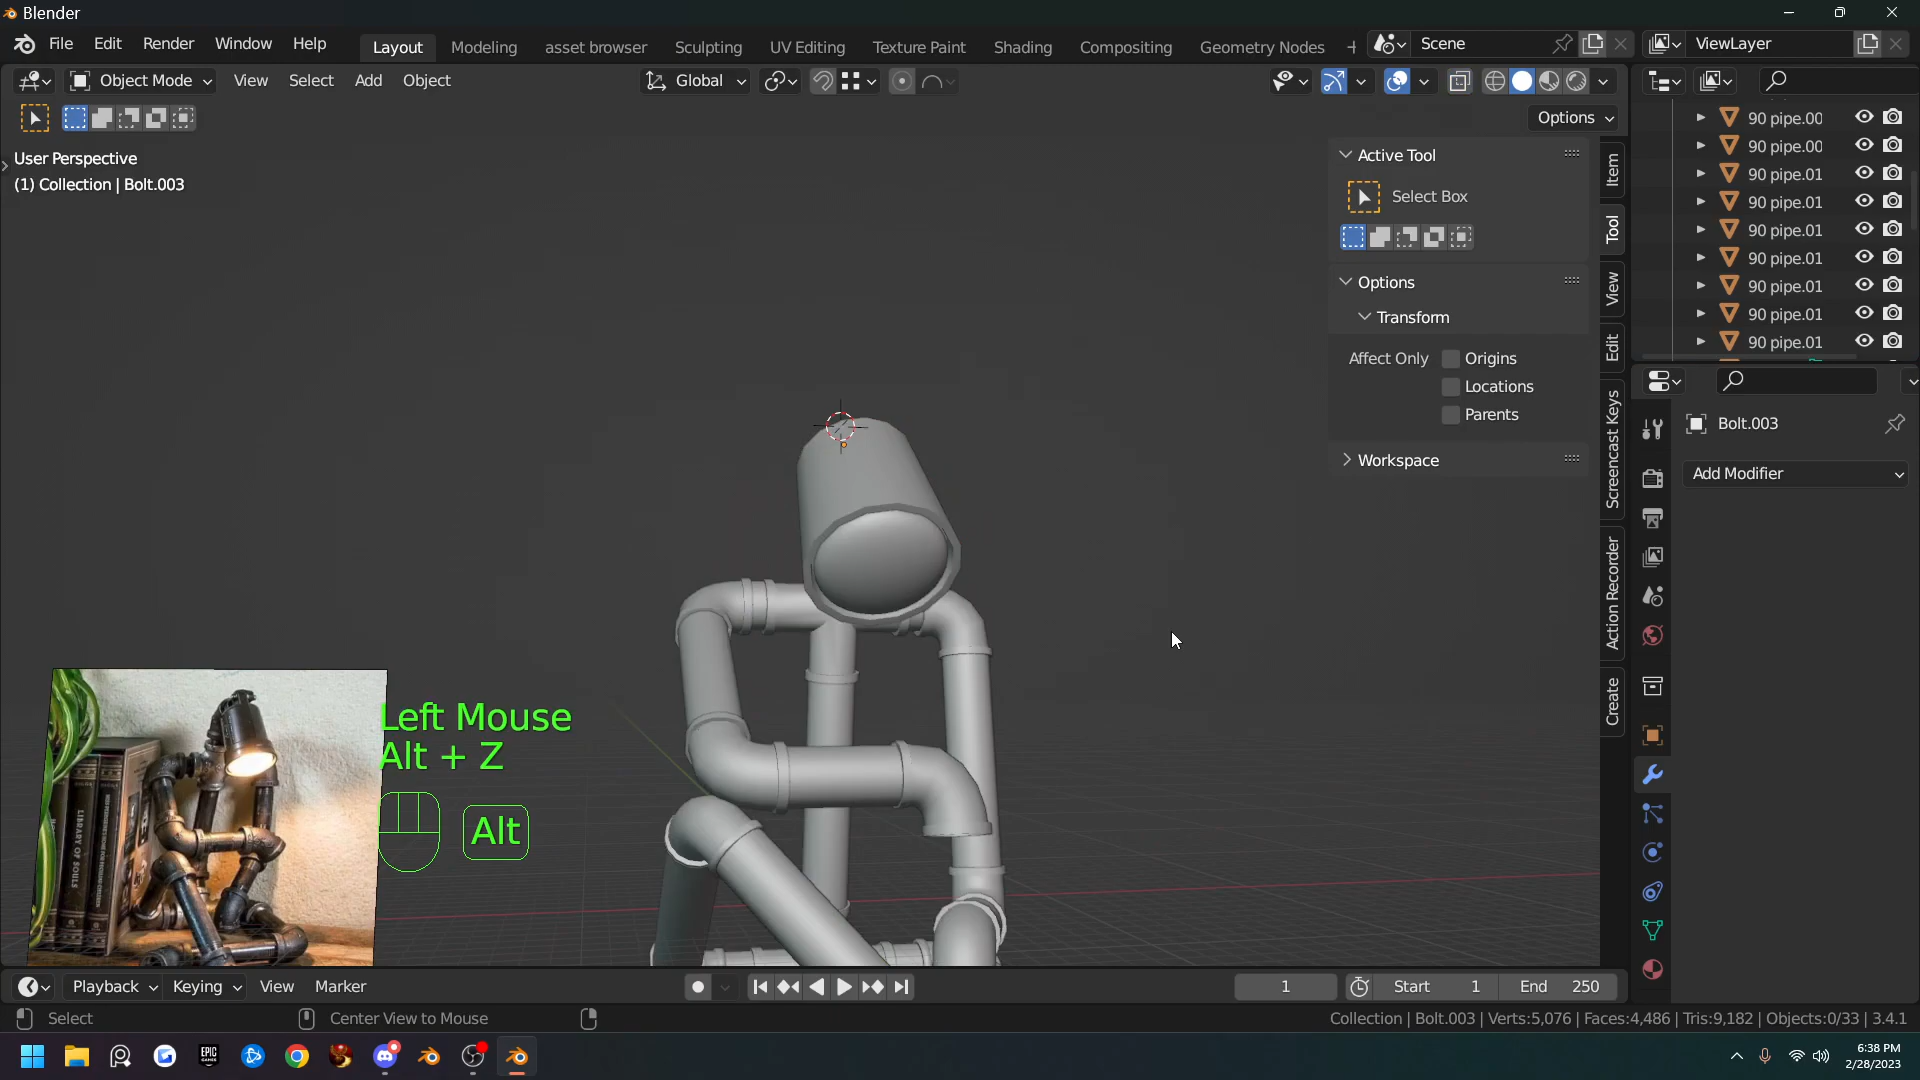 Blender
File Edit Render Window Help
Layout Modeling asset browser Sculpting UV Editing Texture Paint Shading Compositing Geometry Nodes
Scene
ViewLayer
Object Mode View Select Add Object
Global
Options
User Perspective
(1) Collection | Bolt.003
Active Tool
Select Box
Options
Transform
Affect Only Origins
Locations
Parents
Workspace
Item
Tool
View
Edit
Screencast Keys
Action Recorder
Create
90 pipe.00
90 pipe.00
90 pipe.01
90 pipe.01
90 pipe.01
90 pipe.01
90 pipe.01
90 pipe.01
90 pipe.01
Bolt.003
Add Modifier
LIBRARY OF SOULS
Left Mouse
Alt + Z
Alt
Playback Keying View Marker
1
Start 1
End 250
Select
Center View to Mouse
Collection | Bolt.003 | Verts:5,076 | Faces:4,486 | Tris:9,182 | Objects:0/33 | 3.4.1
EPIC
GAMES
6:38 PM
2/28/2023